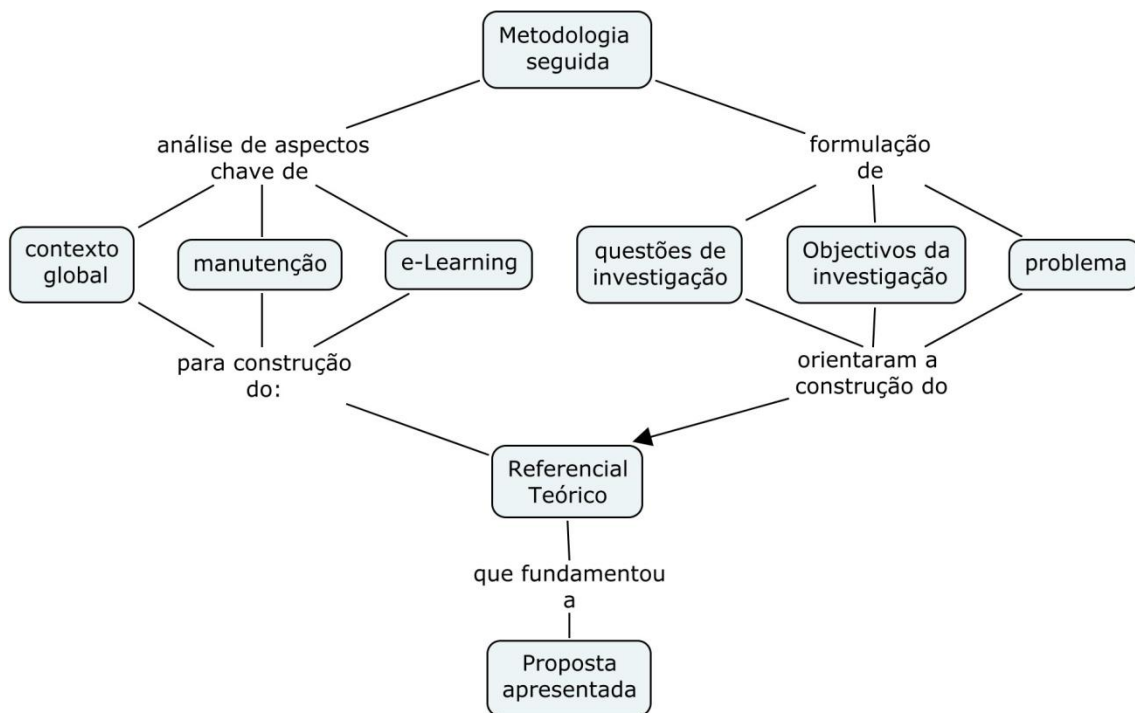 Metodologia
seguida
análise de aspectos
chave de
formulação
de
contexto
global
manutenção
e-Learning
questões de
investigação
Objectivos da
investigação
problema
para construção
do:
orientaram a
construção do
Referencial
Teórico
que fundamentou
a
Proposta
apresentada